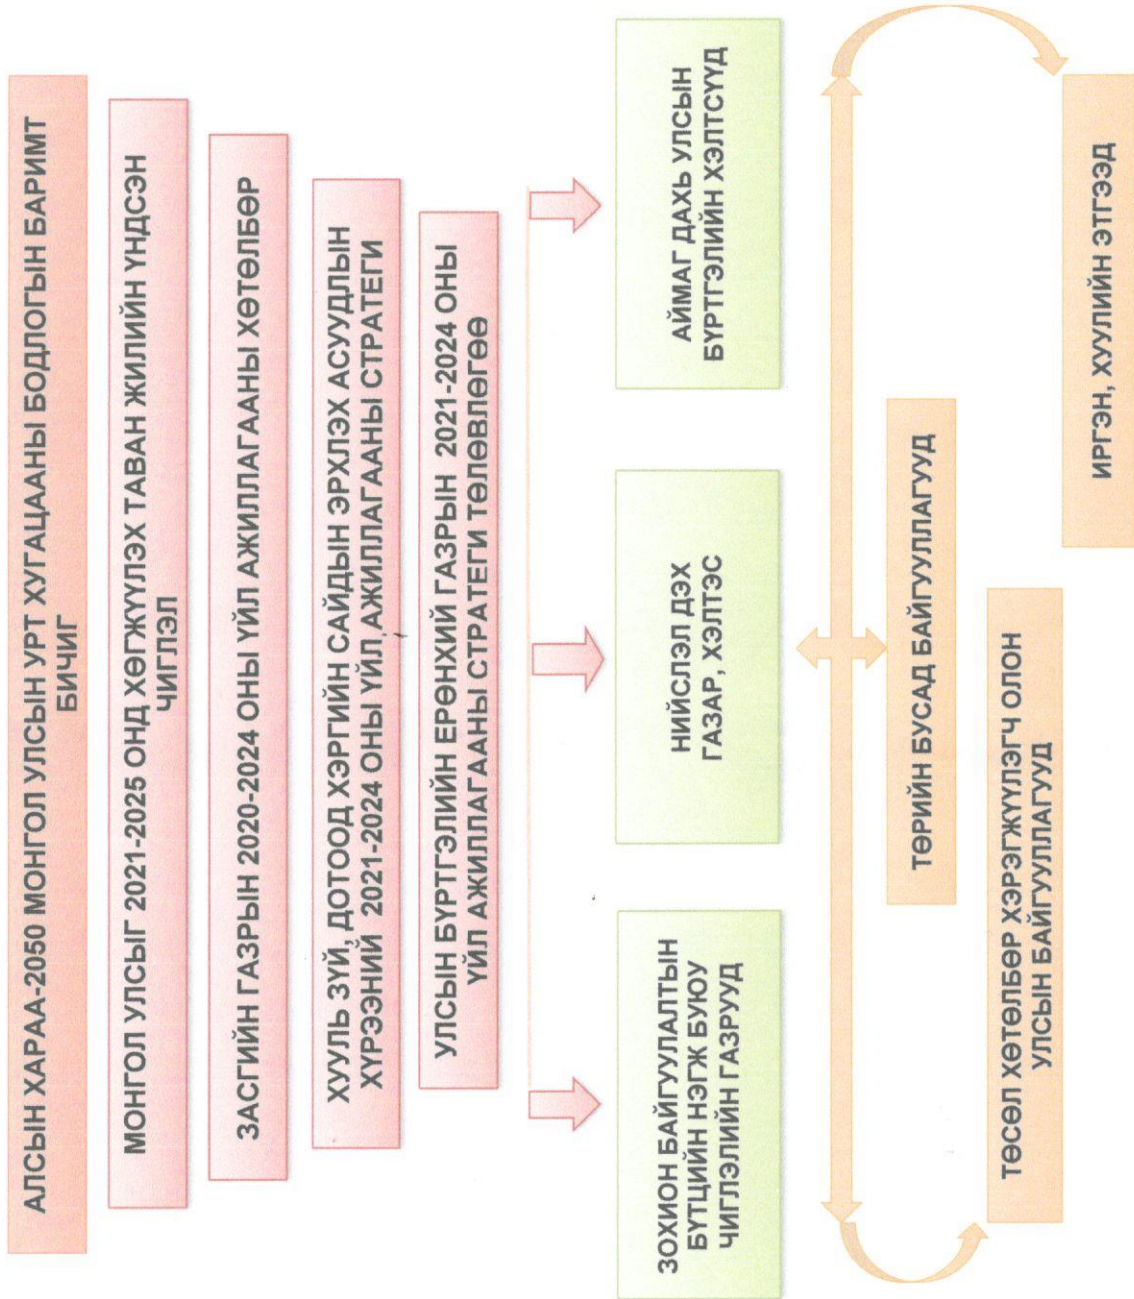 АЛСЫН ХАРАА-2050 МОНГОЛ УЛСЫН УРТ ХУГАЦААНЫ БОДЛОГЫН БАРИМТ
БИЧИГ
МОНГОЛ УЛСЫГ 2021-2025 ОНД ХӨГЖҮҮЛЭХ ТАВАН ЖИЛИЙН ҮНДСЭН
ЧИГЛЭЛ
ЗАСГИЙН ГАЗРЫН 2020-2024 ОНЫ ҮЙЛ АЖИЛЛАГААНЫ ХӨТӨЛБӨР
ХУУЛЬ ЗҮЙ, ДОТООД ХЭРГИЙН САЙДЫН ЭРХЛЭХ АСУУДЛЫН
ХҮРЭЭНИЙ 2021-2024 ОНЫ ҮЙЛ АЖИЛЛАГААНЫ СТРАТЕГИ
УЛСЫН БҮРТГЭЛИЙН ЕРӨНХИЙ ГАЗРЫН 2021-2024 ОНЫ
ҮЙЛ АЖИЛЛАГААНЫ СТРАТЕГИ ТӨЛӨВЛӨГӨӨ
ЗОХИОН БАЙГУУЛАЛТЫН
БҮТЦИЙН НЭГЖ БУЮУ
ЧИГЛЭЛИЙН ГАЗРУУД
НИЙСЛЭЛ ДЭХ
ГАЗАР, ХЭЛТЭС
АЙМАГ ДАХЬ УЛСЫН
БҮРТГЭЛИЙН ХЭЛТСҮҮД
ТӨРИЙН БУСАД БАЙГУУЛЛАГУУД
ТӨСӨЛ ХӨТӨЛБӨР ХЭРЭГЖҮҮЛЭГЧ ОЛОН
УЛСЫН БАЙГУУЛЛАГУУД
ИРГЭН, ХУУЛИЙН ЭТГЭЭД